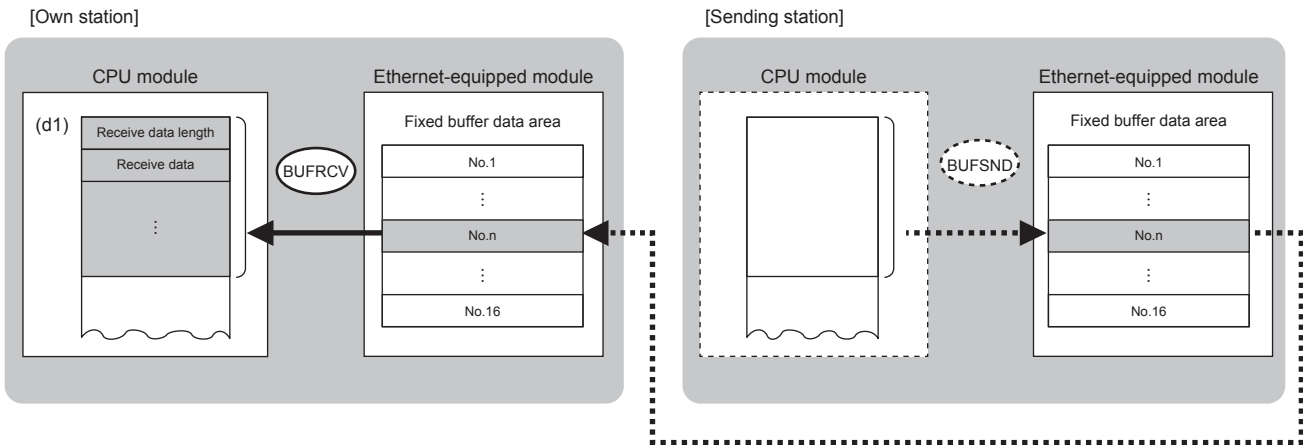 [Own station]
CPU module
Ethernet-equipped module
(d1)
Receive data length
Receive data
⋮
BUFRCV
Fixed buffer data area
No.1
⋮
No.n
⋮
No.16
[Sending station]
CPU module
Ethernet-equipped module
BUFSND
Fixed buffer data area
No.1
⋮
No.n
⋮
No.16